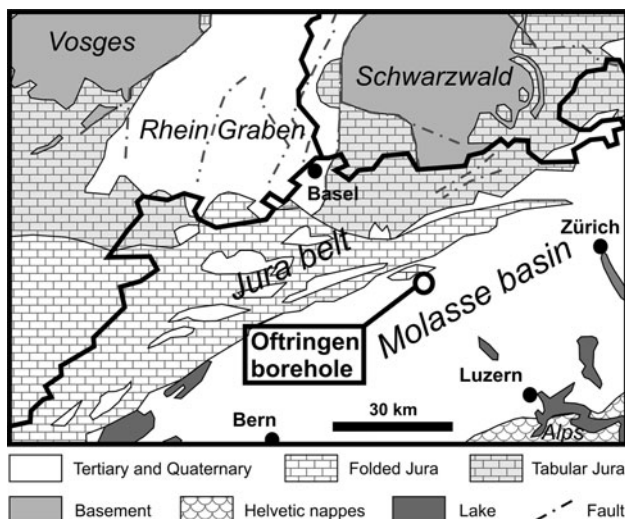 Vosges
Schwarzwald
Rhein Graben
Basel
Zürich
Jura belt
Molasse basin
Oftringen
borehole
Luzern
30 km
Bern
Alps
Tertiary and Quaternary
Folded Jura
Tabular Jura
Basement
Helvetic nappes
Lake
Fault